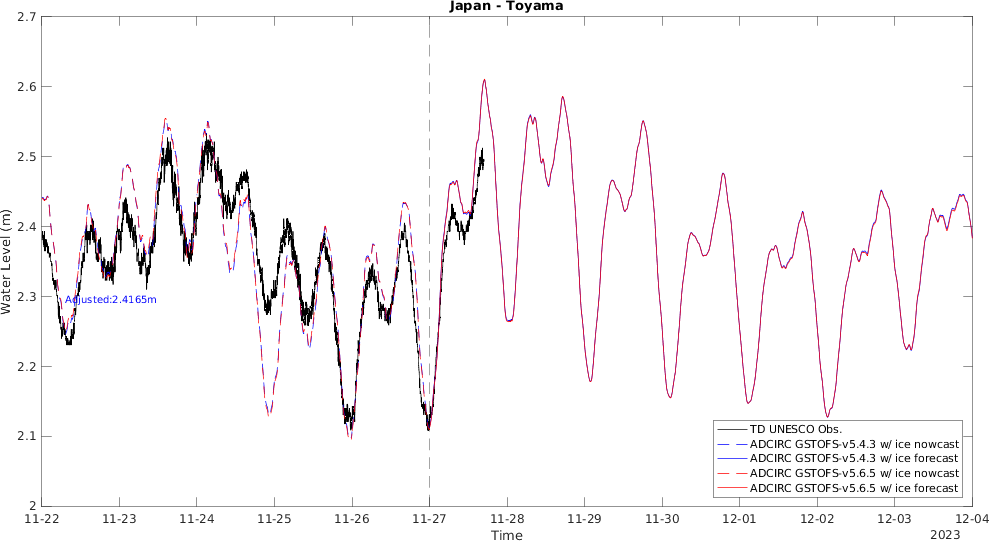 Japan - Toyama
2.7
2.6
2.5
2.4
2.3
2.2
2.1
2
Water Level (m)
Adjusted:2.4165m
TD UNESCO Obs.
ADCIRC GSTOFS-v5.4.3 w/ ice nowcast
ADCIRC GSTOFS-v5.4.3 w/ ice forecast
ADCIRC GSTOFS-v5.6.5 w/ ice nowcast
ADCIRC GSTOFS-v5.6.5 w/ ice forecast
11-22 11-23 11-24 11-25 11-26 11-27 11-28 11-29 11-30 12-01 12-02 12-03 12-04
Time
2023